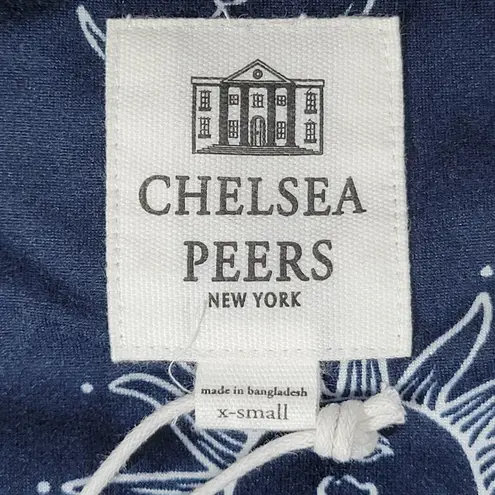 CHELSEA
PEERS
NEW YORK
made in bangladesh
x-small